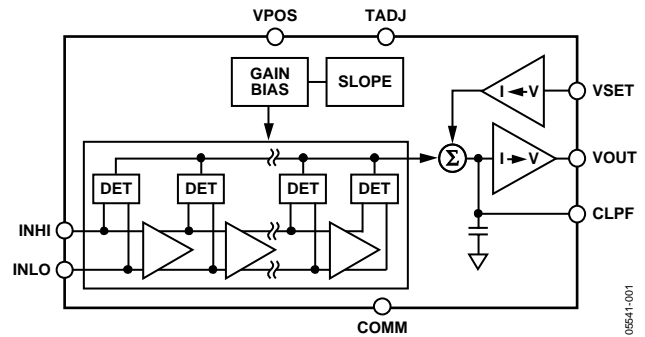 VPOS TADJ
GAIN
BIAS
SLOPE
I V
VSET
DET DET DET DET
Σ
I V
VOUT
CLPF
INHI
INLO
COMM
05541-001